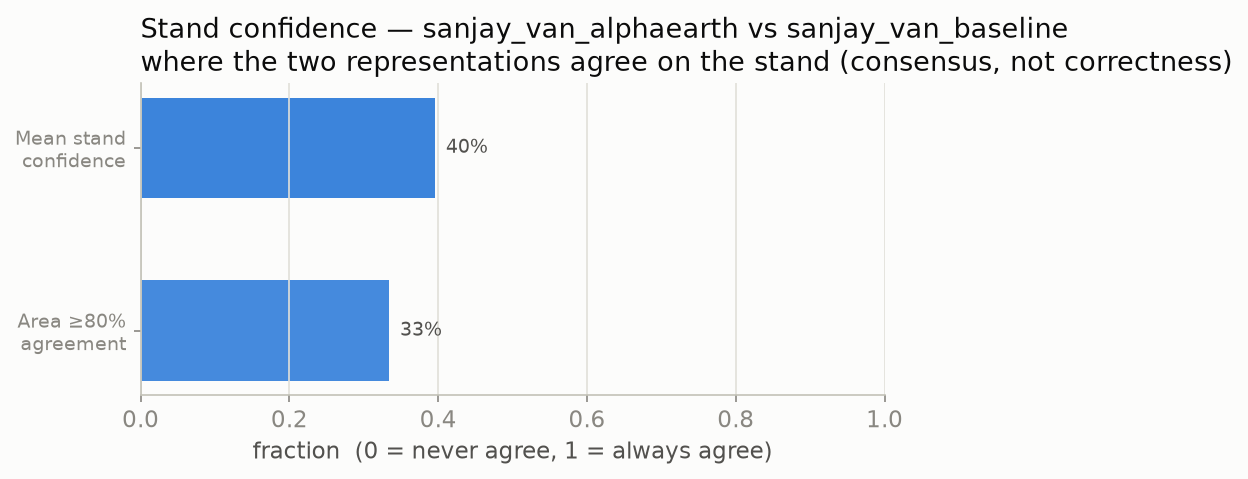 Stand confidence — sanjay_van_alphaearth vs sanjay_van_baseline
where the two representations agree on the stand (consensus, not correctness)
Mean stand
confidence
40%
Area ≥80%
agreement
33%
0.0 0.2 0.4 0.6 0.8 1.0
fraction  (0 = never agree, 1 = always agree)